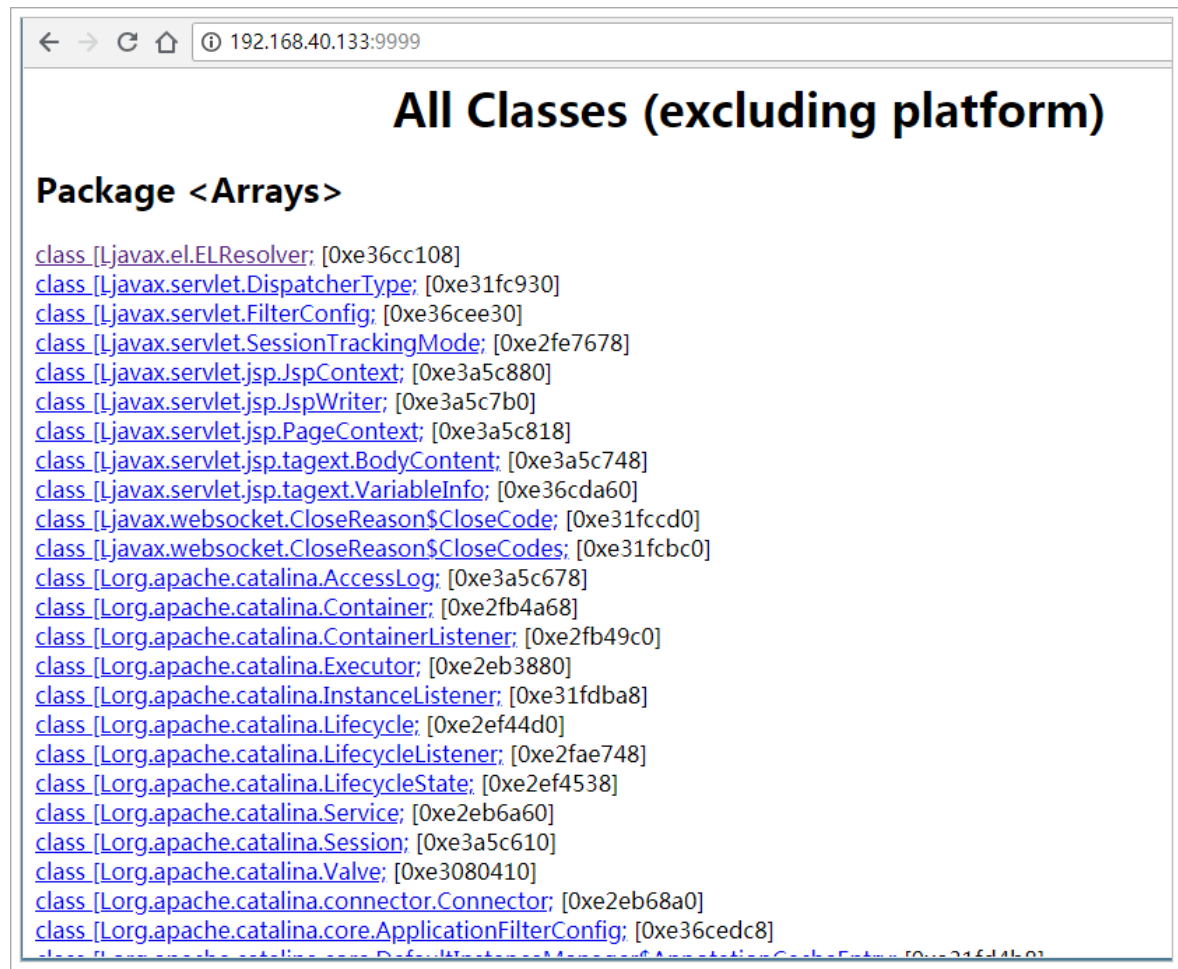 192.168.40.133:9999
All Classes (excluding platform)
Package <Arrays>
class [Ljavax.el.ELResolver; [0xe36cc108]
class [Ljavax.servlet.DispatcherType; [0xe31fc930]
class [Ljavax.servlet.FilterConfig; [0xe36cee30]
class [Ljavax.servlet.SessionTrackingMode; [0xe2fe7678]
class [Ljavax.servlet.jsp.JspContext; [0xe3a5c880]
class [Ljavax.servlet.jsp.JspWriter; [0xe3a5c7b0]
class [Ljavax.servlet.jsp.PageContext; [0xe3a5c818]
class [Ljavax.servlet.jsp.tagext.BodyContent; [0xe3a5c748]
class [Ljavax.servlet.jsp.tagext.VariableInfo; [0xe36cda60]
class [Ljavax.websocket.CloseReason$CloseCode; [0xe31fccd0]
class [Ljavax.websocket.CloseReason$CloseCodes; [0xe31fcbc0]
class [Lorg.apache.catalina.AccessLog; [0xe3a5c678]
class [Lorg.apache.catalina.Container; [0xe2fb4a68]
class [Lorg.apache.catalina.ContainerListener; [0xe2fb49c0]
class [Lorg.apache.catalina.Executor; [0xe2eb3880]
class [Lorg.apache.catalina.InstanceListener; [0xe31fdba8]
class [Lorg.apache.catalina.Lifecycle; [0xe2ef44d0]
class [Lorg.apache.catalina.LifecycleListener; [0xe2fae748]
class [Lorg.apache.catalina.LifecycleState; [0xe2ef4538]
class [Lorg.apache.catalina.Service; [0xe2eb6a60]
class [Lorg.apache.catalina.Session; [0xe3a5c610]
class [Lorg.apache.catalina.Valve; [0xe3080410]
class [Lorg.apache.catalina.connector.Connector; [0xe2eb68a0]
class [Lorg.apache.catalina.core.ApplicationFilterConfig; [0xe36cedc8]